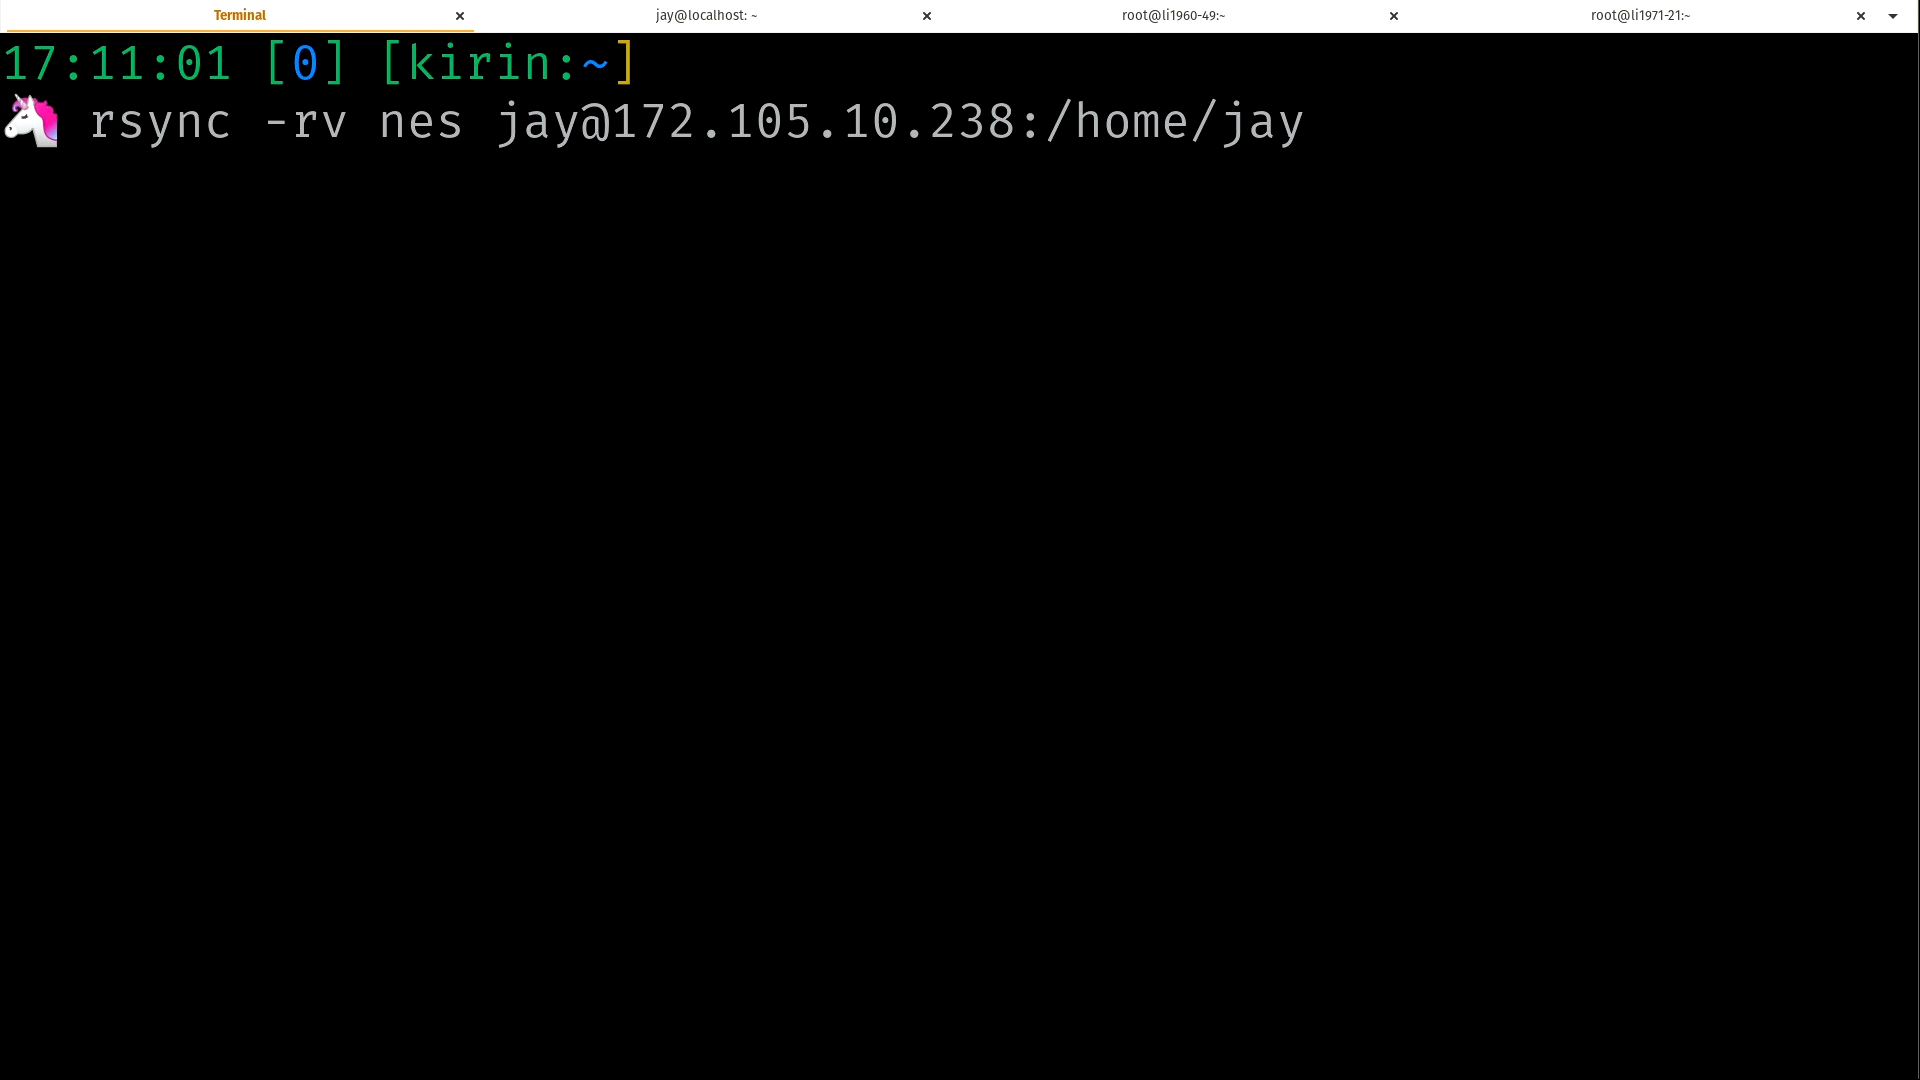 Terminal × jay@localhost: ~ × root@li1960-49:~ × root@li1971-21:~ ×
17:11:01 [0] [kirin:~]
rsync -rv nes jay@172.105.10.238:/home/jay